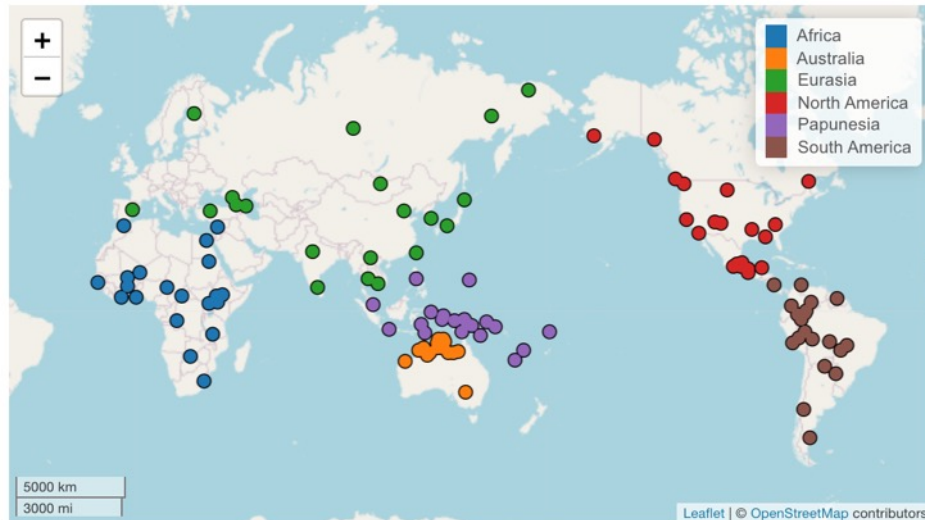 +
−
Africa
Australia
Eurasia
North America
Papunesia
South America
5000 km
3000 mi
Leaflet | © OpenStreetMap contributors